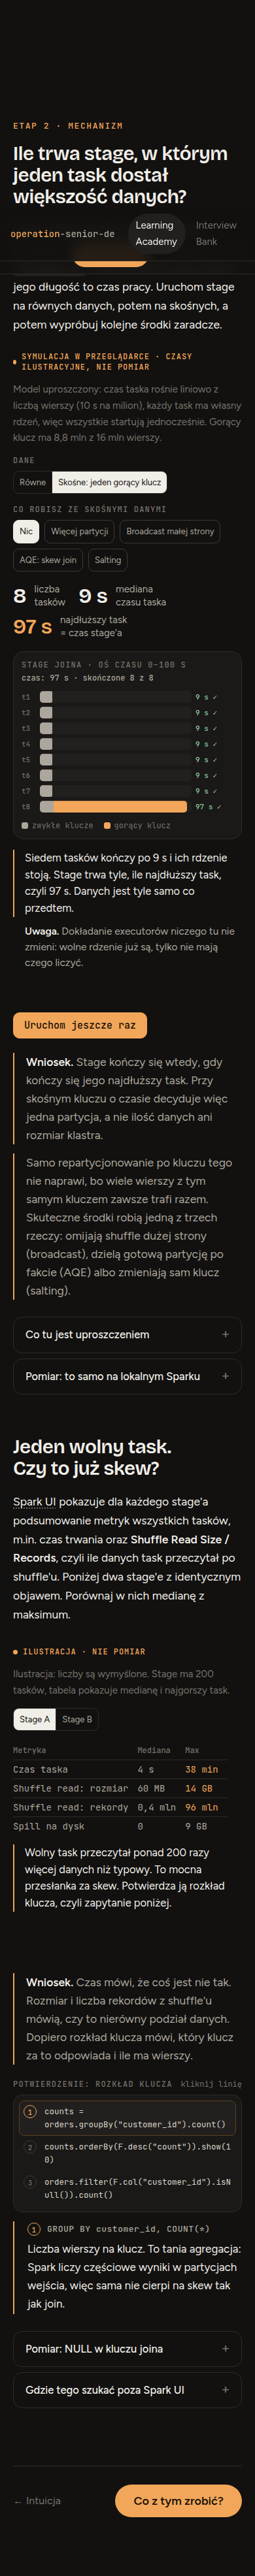 ETAP 2 · MECHANIZM
Ile trwa stage, w którym
jeden task dostał
większość danych?
operation-senior-de
Learning
Academy
Interview
Bank
jego długość to czas pracy. Uruchom stage
na równych danych, potem na skośnych, a
potem wypróbuj kolejne środki zaradcze.
SYMULACJA W PRZEGLĄDARCE · CZASY
ILUSTRACYJNE, NIE POMIAR
Model uproszczony: czas taska rośnie liniowo z
liczbą wierszy (10 s na milion), każdy task ma własny
rdzeń, więc wszystkie startują jednocześnie. Gorący
klucz ma 8,8 mln z 16 mln wierszy.
DANE
Równe
Skośne: jeden gorący klucz
CO ROBISZ ZE SKOŚNYMI DANYMI
Nic
Więcej partycji
Broadcast małej strony
AQE: skew join
Salting
8 liczba tasków
9 s mediana czasu taska
97 s najdłuższy task = czas stage'a
STAGE JOINA · OŚ CZASU 0–100 S
czas: 97 s · skończone 8 z 8
t1 9 s ✓
t2 9 s ✓
t3 9 s ✓
t4 9 s ✓
t5 9 s ✓
t6 9 s ✓
t7 9 s ✓
t8 97 s ✓
zwykłe klucze gorący klucz
Siedem tasków kończy po 9 s i ich rdzenie
stoją. Stage trwa tyle, ile najdłuższy task,
czyli 97 s. Danych jest tyle samo co
przedtem.
Uwaga. Dokładanie executorów niczego tu nie
zmieni: wolne rdzenie już są, tylko nie mają
czego liczyć.
Uruchom jeszcze raz
Wniosek. Stage kończy się wtedy, gdy
kończy się jego najdłuższy task. Przy
skośnym kluczu o czasie decyduje więc
jedna partycja, a nie ilość danych ani
rozmiar klastra.
Samo repartycjonowanie po kluczu tego
nie naprawi, bo wiele wierszy z tym
samym kluczem zawsze trafi razem.
Skuteczne środki robią jedną z trzech
rzeczy: omijają shuffle dużej strony
(broadcast), dzielą gotową partycję po
fakcie (AQE) albo zmieniają sam klucz
(salting).
Co tu jest uproszczeniem +
Pomiar: to samo na lokalnym Sparku +
Jeden wolny task.
Czy to już skew?
Spark UI pokazuje dla każdego stage'a
podsumowanie metryk wszystkich tasków,
m.in. czas trwania oraz Shuffle Read Size /
Records, czyli ile danych task przeczytał po
shuffle'u. Poniżej dwa stage'e z identycznym
objawem. Porównaj w nich medianę z
maksimum.
ILUSTRACJA · NIE POMIAR
Ilustracja: liczby są wymyślone. Stage ma 200
tasków, tabela pokazuje medianę i najgorszy task.
Stage A
Stage B
Metryka Mediana Max
Czas taska 4 s 38 min
Shuffle read: rozmiar 60 MB 14 GB
Shuffle read: rekordy 0,4 mln 96 mln
Spill na dysk 0 9 GB
Wolny task przeczytał ponad 200 razy
więcej danych niż typowy. To mocna
przesłanka za skew. Potwierdza ją rozkład
klucza, czyli zapytanie poniżej.
Wniosek. Czas mówi, że coś jest nie tak.
Rozmiar i liczba rekordów z shuffle'u
mówią, czy to nierówny podział danych.
Dopiero rozkład klucza mówi, który klucz
za to odpowiada i ile ma wierszy.
POTWIERDZENIE: ROZKŁAD KLUCZA kliknij linię
1 counts =
orders.groupBy("customer_id").count()
2 counts.orderBy(F.desc("count")).show(1
0)
3 orders.filter(F.col("customer_id").isN
ull()).count()
1 GROUP BY customer_id, COUNT(*)
Liczba wierszy na klucz. To tania agregacja:
Spark liczy częściowe wyniki w partycjach
wejścia, więc sama nie cierpi na skew tak
jak join.
Pomiar: NULL w kluczu joina +
Gdzie tego szukać poza Spark UI +
← Intuicja
Co z tym zrobić?